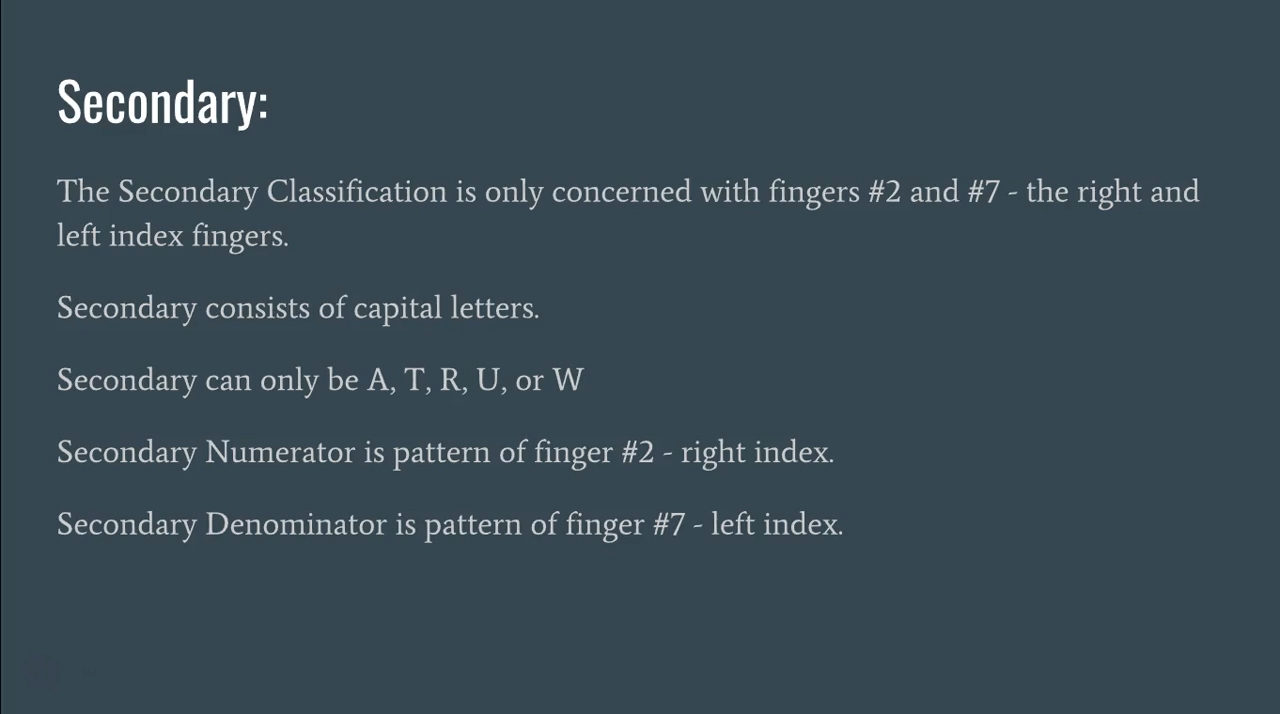 Secondary:
The Secondary Classification is only concerned with fingers #2 and #7 - the right and
left index fingers.
Secondary consists of capital letters.
Secondary can only be A, T, R, U, or W
Secondary Numerator is pattern of finger #2 - right index.
Secondary Denominator is pattern of finger #7 - left index.